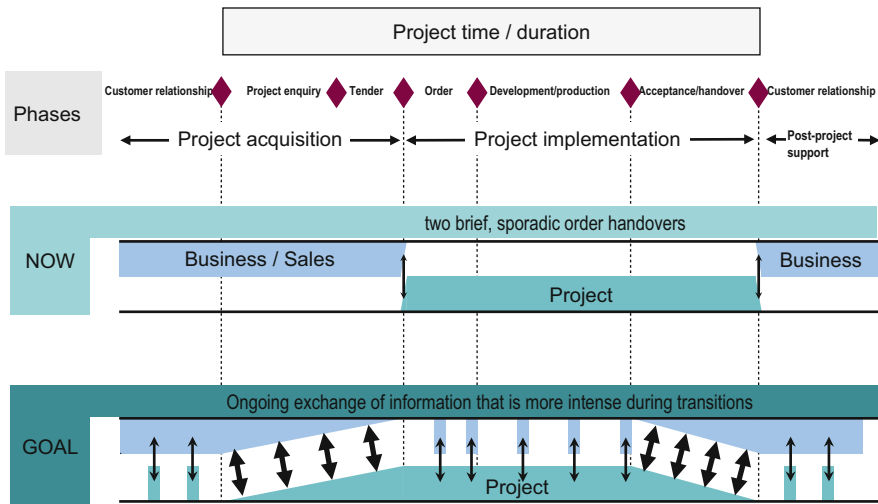 Project time / duration
Customer relationship
Project enquiry
Tender
Order
Development/production
Acceptance/handover
Customer relationship
Phases
Project acquisition
Project implementation
Post-project
support
two brief, sporadic order handovers
NOW
Business / Sales
Business
Project
Ongoing exchange of information that is more intense during transitions
GOAL
Project